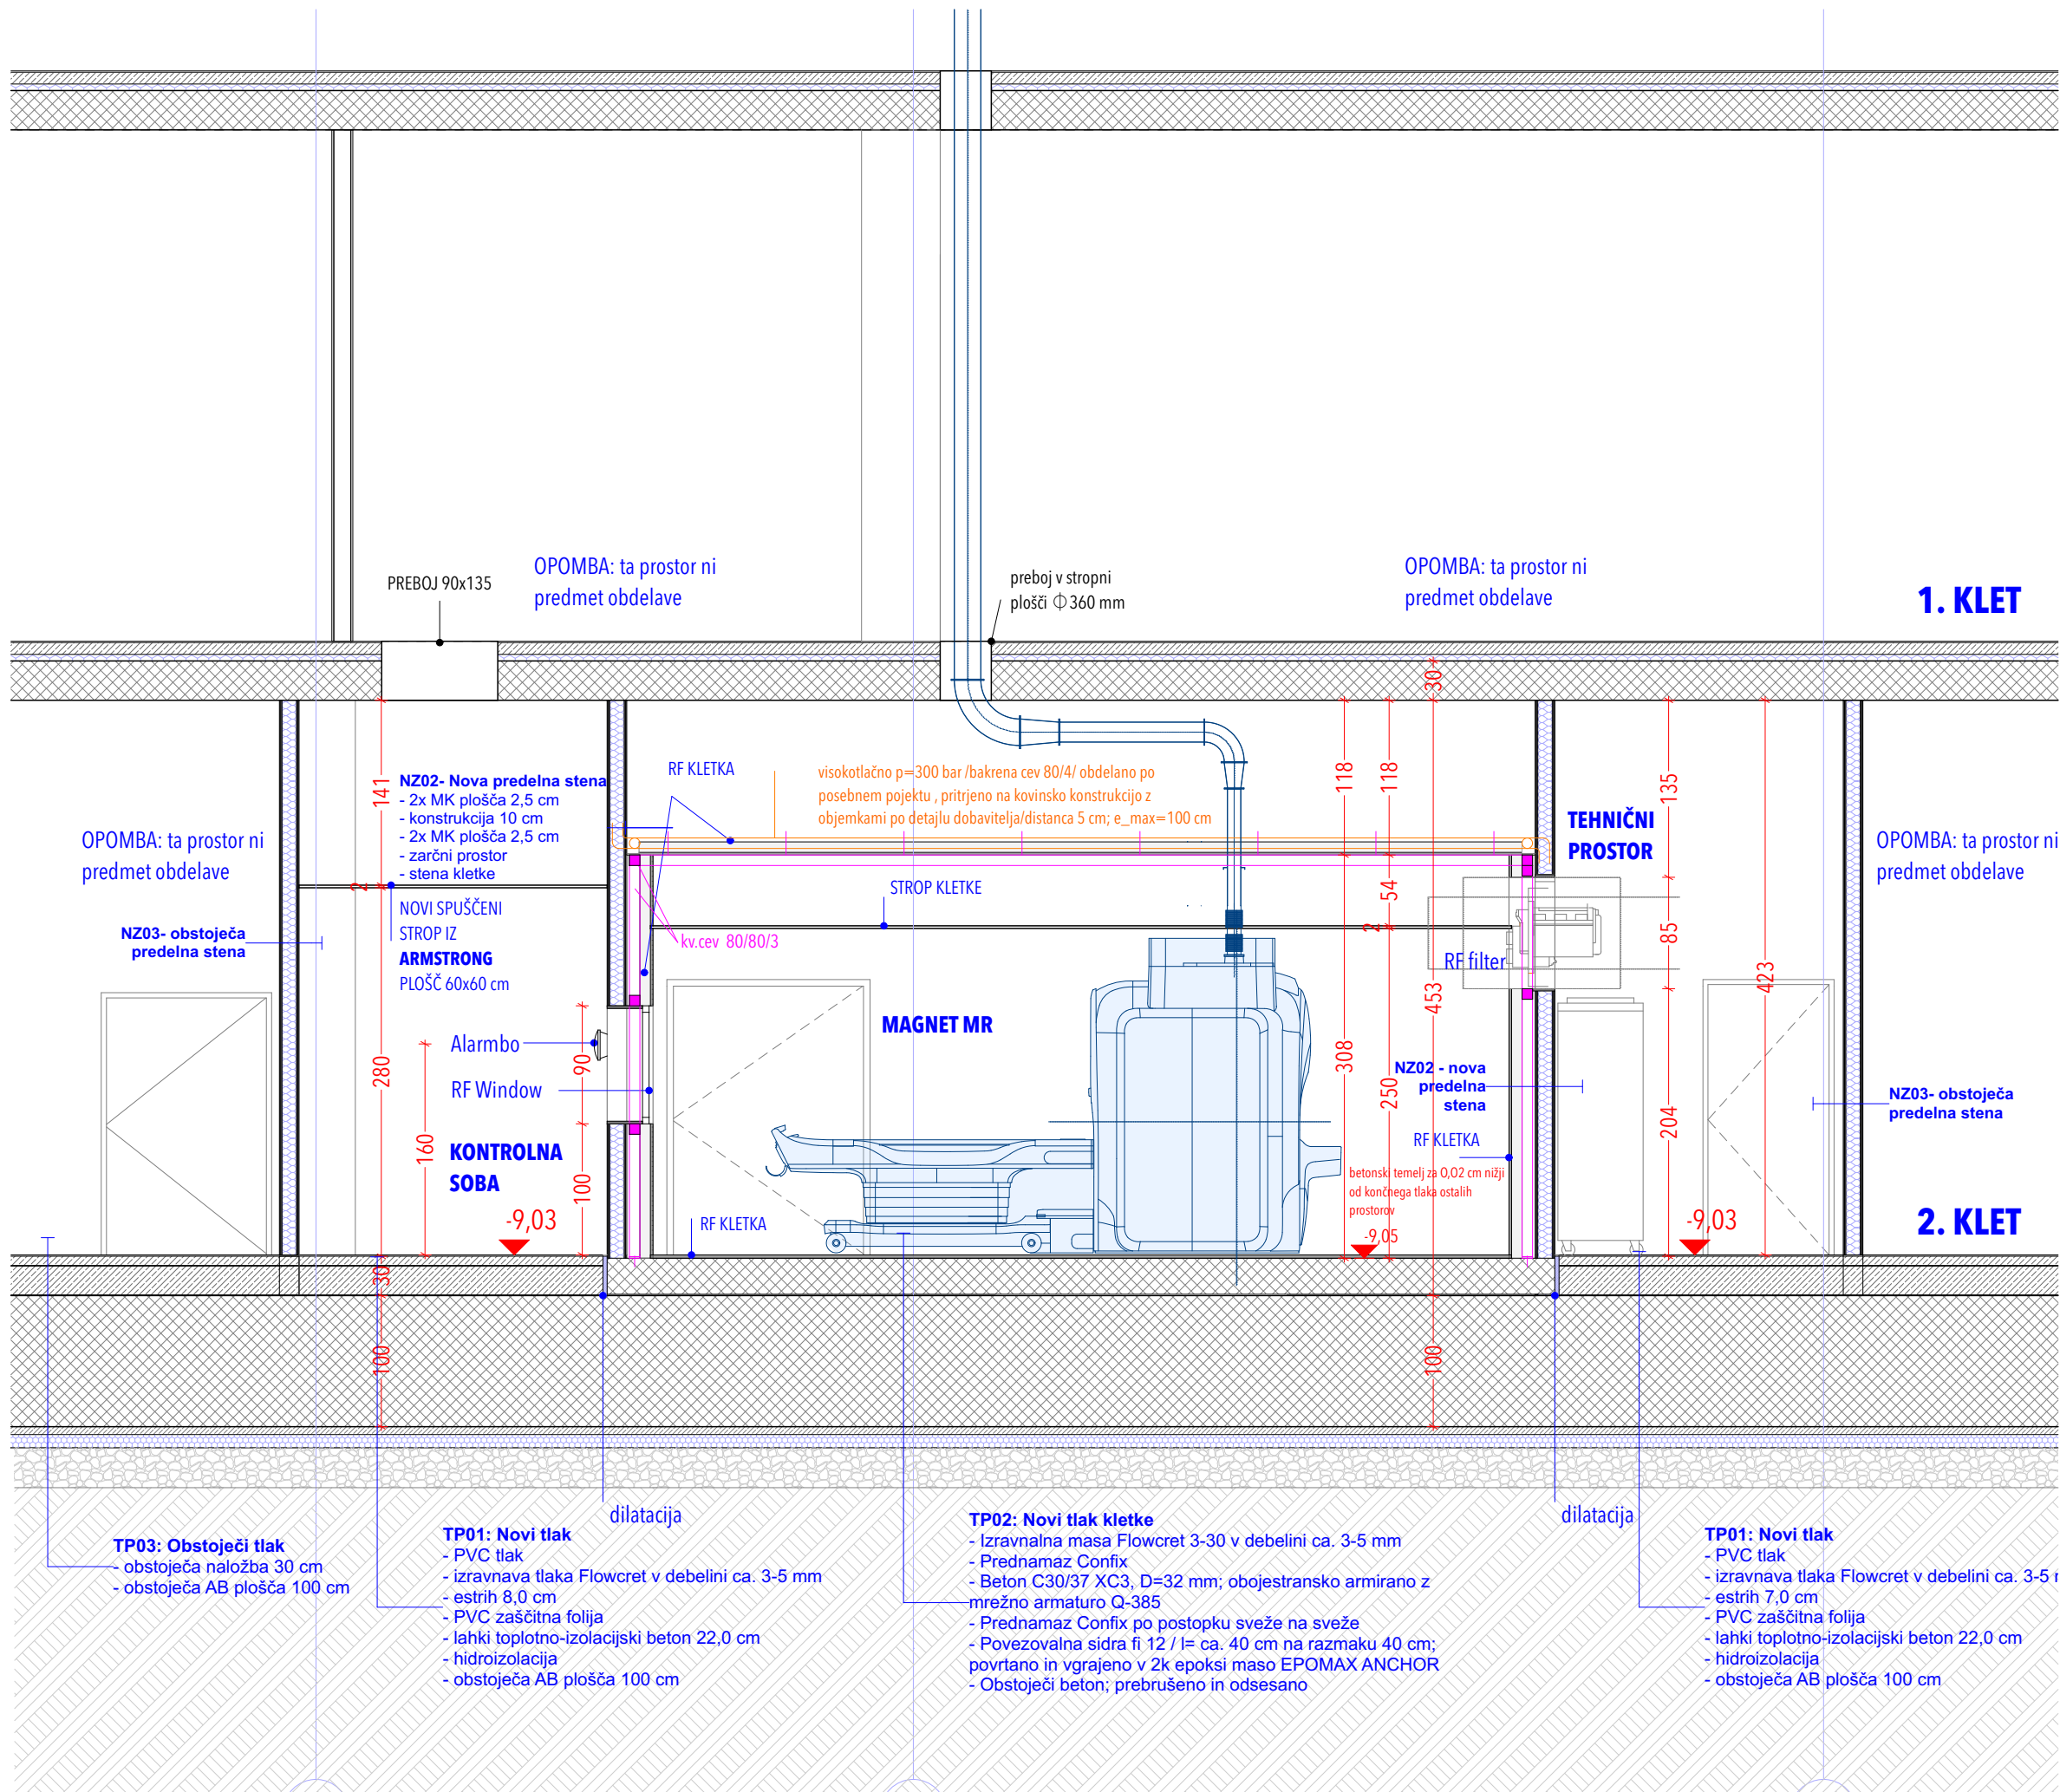 OPOMBA: ta prostor ni
predmet obdelave
PREBOJ 90x135
preboj v stropni
plošči Φ 360 mm
OPOMBA: ta prostor ni
predmet obdelave
1. KLET
30
141
NZ02- Nova predelna stena
- 2x MK plošča 2,5 cm
- konstrukcija 10 cm
- 2x MK plošča 2,5 cm
- zarčni prostor
- stena kletke
RF KLETKA
visokotlačno p=300 bar /bakrena cev 80/4/ obdelano po
posebnem pojektu , pritrjeno na kovinsko konstrukcijo z
objemkami po detajlu dobavitelja/distanca 5 cm; e_max=100 cm
118
118
135
TEHNIČNI
PROSTOR
OPOMBA: ta prostor ni
predmet obdelave
OPOMBA: ta prostor ni
predmet obdelave
2
NOVI SPUŠČENI
STROP IZ
ARMSTRONG
PLOŠČ 60x60 cm
STROP KLETKE
54
2
85
NZ03- obstoječa
predelna stena
kv.cev 80/80/3
RF filter
423
453
MAGNET MR
Alarmbo
RF Window
280
90
160
100
308
250
204
NZ02 - nova
predelna
stena
NZ03- obstoječa
predelna stena
KONTROLNA
SOBA
RF KLETKA
betonski temelj za 0,02 cm nižji
od končnega tlaka ostalih
prostorov
-9,03
RF KLETKA
-9,05
-9,03
2. KLET
30
100
100
dilatacija
dilatacija
TP03: Obstoječi tlak
- obstoječa naložba 30 cm
- obstoječa AB plošča 100 cm
TP01: Novi tlak
- PVC tlak
- izravnava tlaka Flowcret v debelini ca. 3-5 mm
- estrih 8,0 cm
- PVC zaščitna folija
- lahki toplotno-izolacijski beton 22,0 cm
- hidroizolacija
- obstoječa AB plošča 100 cm
TP02: Novi tlak kletke
- Izravnalna masa Flowcret 3-30 v debelini ca. 3-5 mm
- Prednamaz Confix
- Beton C30/37 XC3, D=32 mm; obojestransko armirano z
mrežno armaturo Q-385
- Prednamaz Confix po postopku sveže na sveže
- Povezovalna sidra fi 12 / l= ca. 40 cm na razmaku 40 cm;
povrtano in vgrajeno v 2k epoksi maso EPOMAX ANCHOR
- Obstoječi beton; prebrušeno in odsesano
TP01: Novi tlak
- PVC tlak
- izravnava tlaka Flowcret v debelini ca. 3-5
- estrih 7,0 cm
- PVC zaščitna folija
- lahki toplotno-izolacijski beton 22,0 cm
- hidroizolacija
- obstoječa AB plošča 100 cm